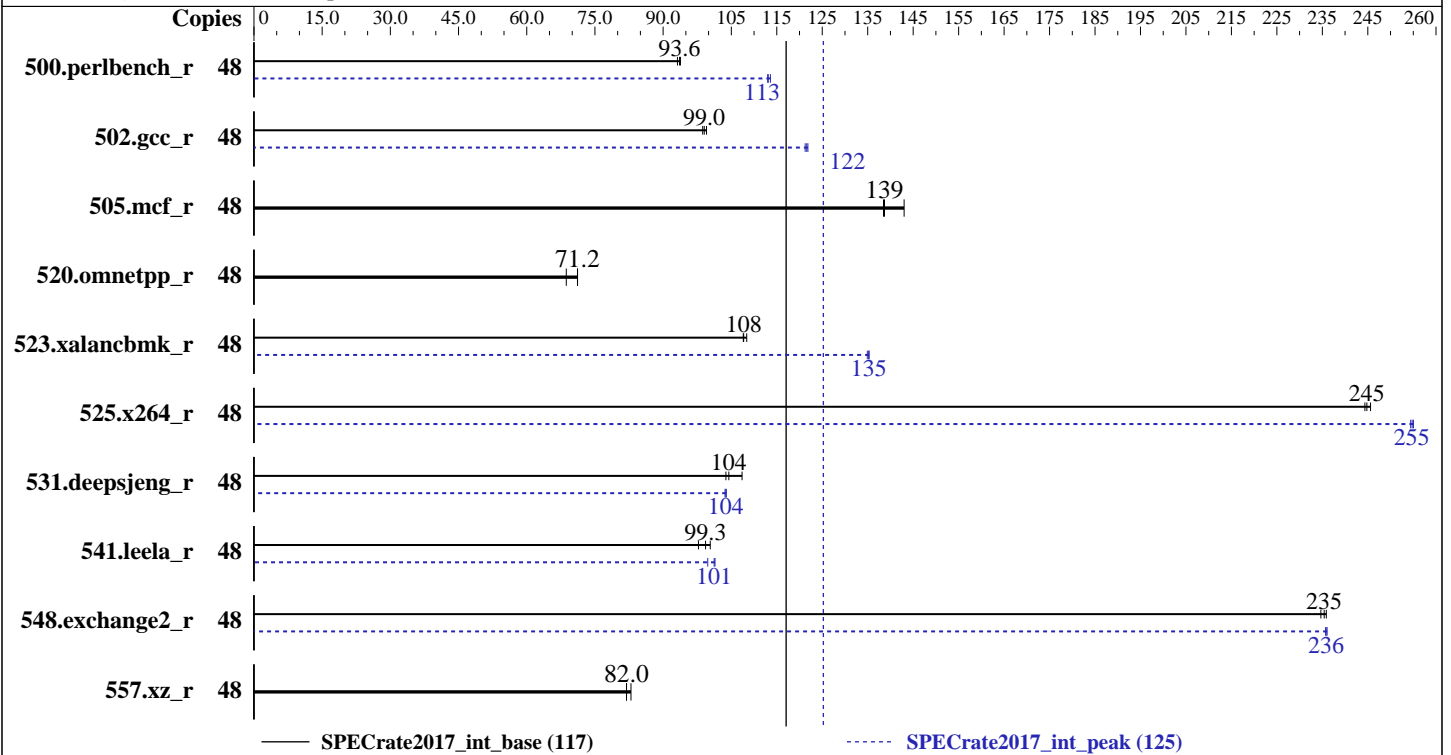 Copies 0 15.0 30.0 45.0 60.0 75.0 90.0 105 115 125 135 145 155 165 175 185 195 205 215 225 235 245 260
93.6
500.perlbench_r 48
113
99.0
502.gcc_r 48
122
139
505.mcf_r 48
71.2
520.omnetpp_r 48
108
523.xalancbmk_r 48
135
245
525.x264_r 48
255
104
531.deepsjeng_r 48
104
99.3
541.leela_r 48
101
235
548.exchange2_r 48
236
82.0
557.xz_r 48
SPECrate2017_int_base (117) SPECrate2017_int_peak (125)